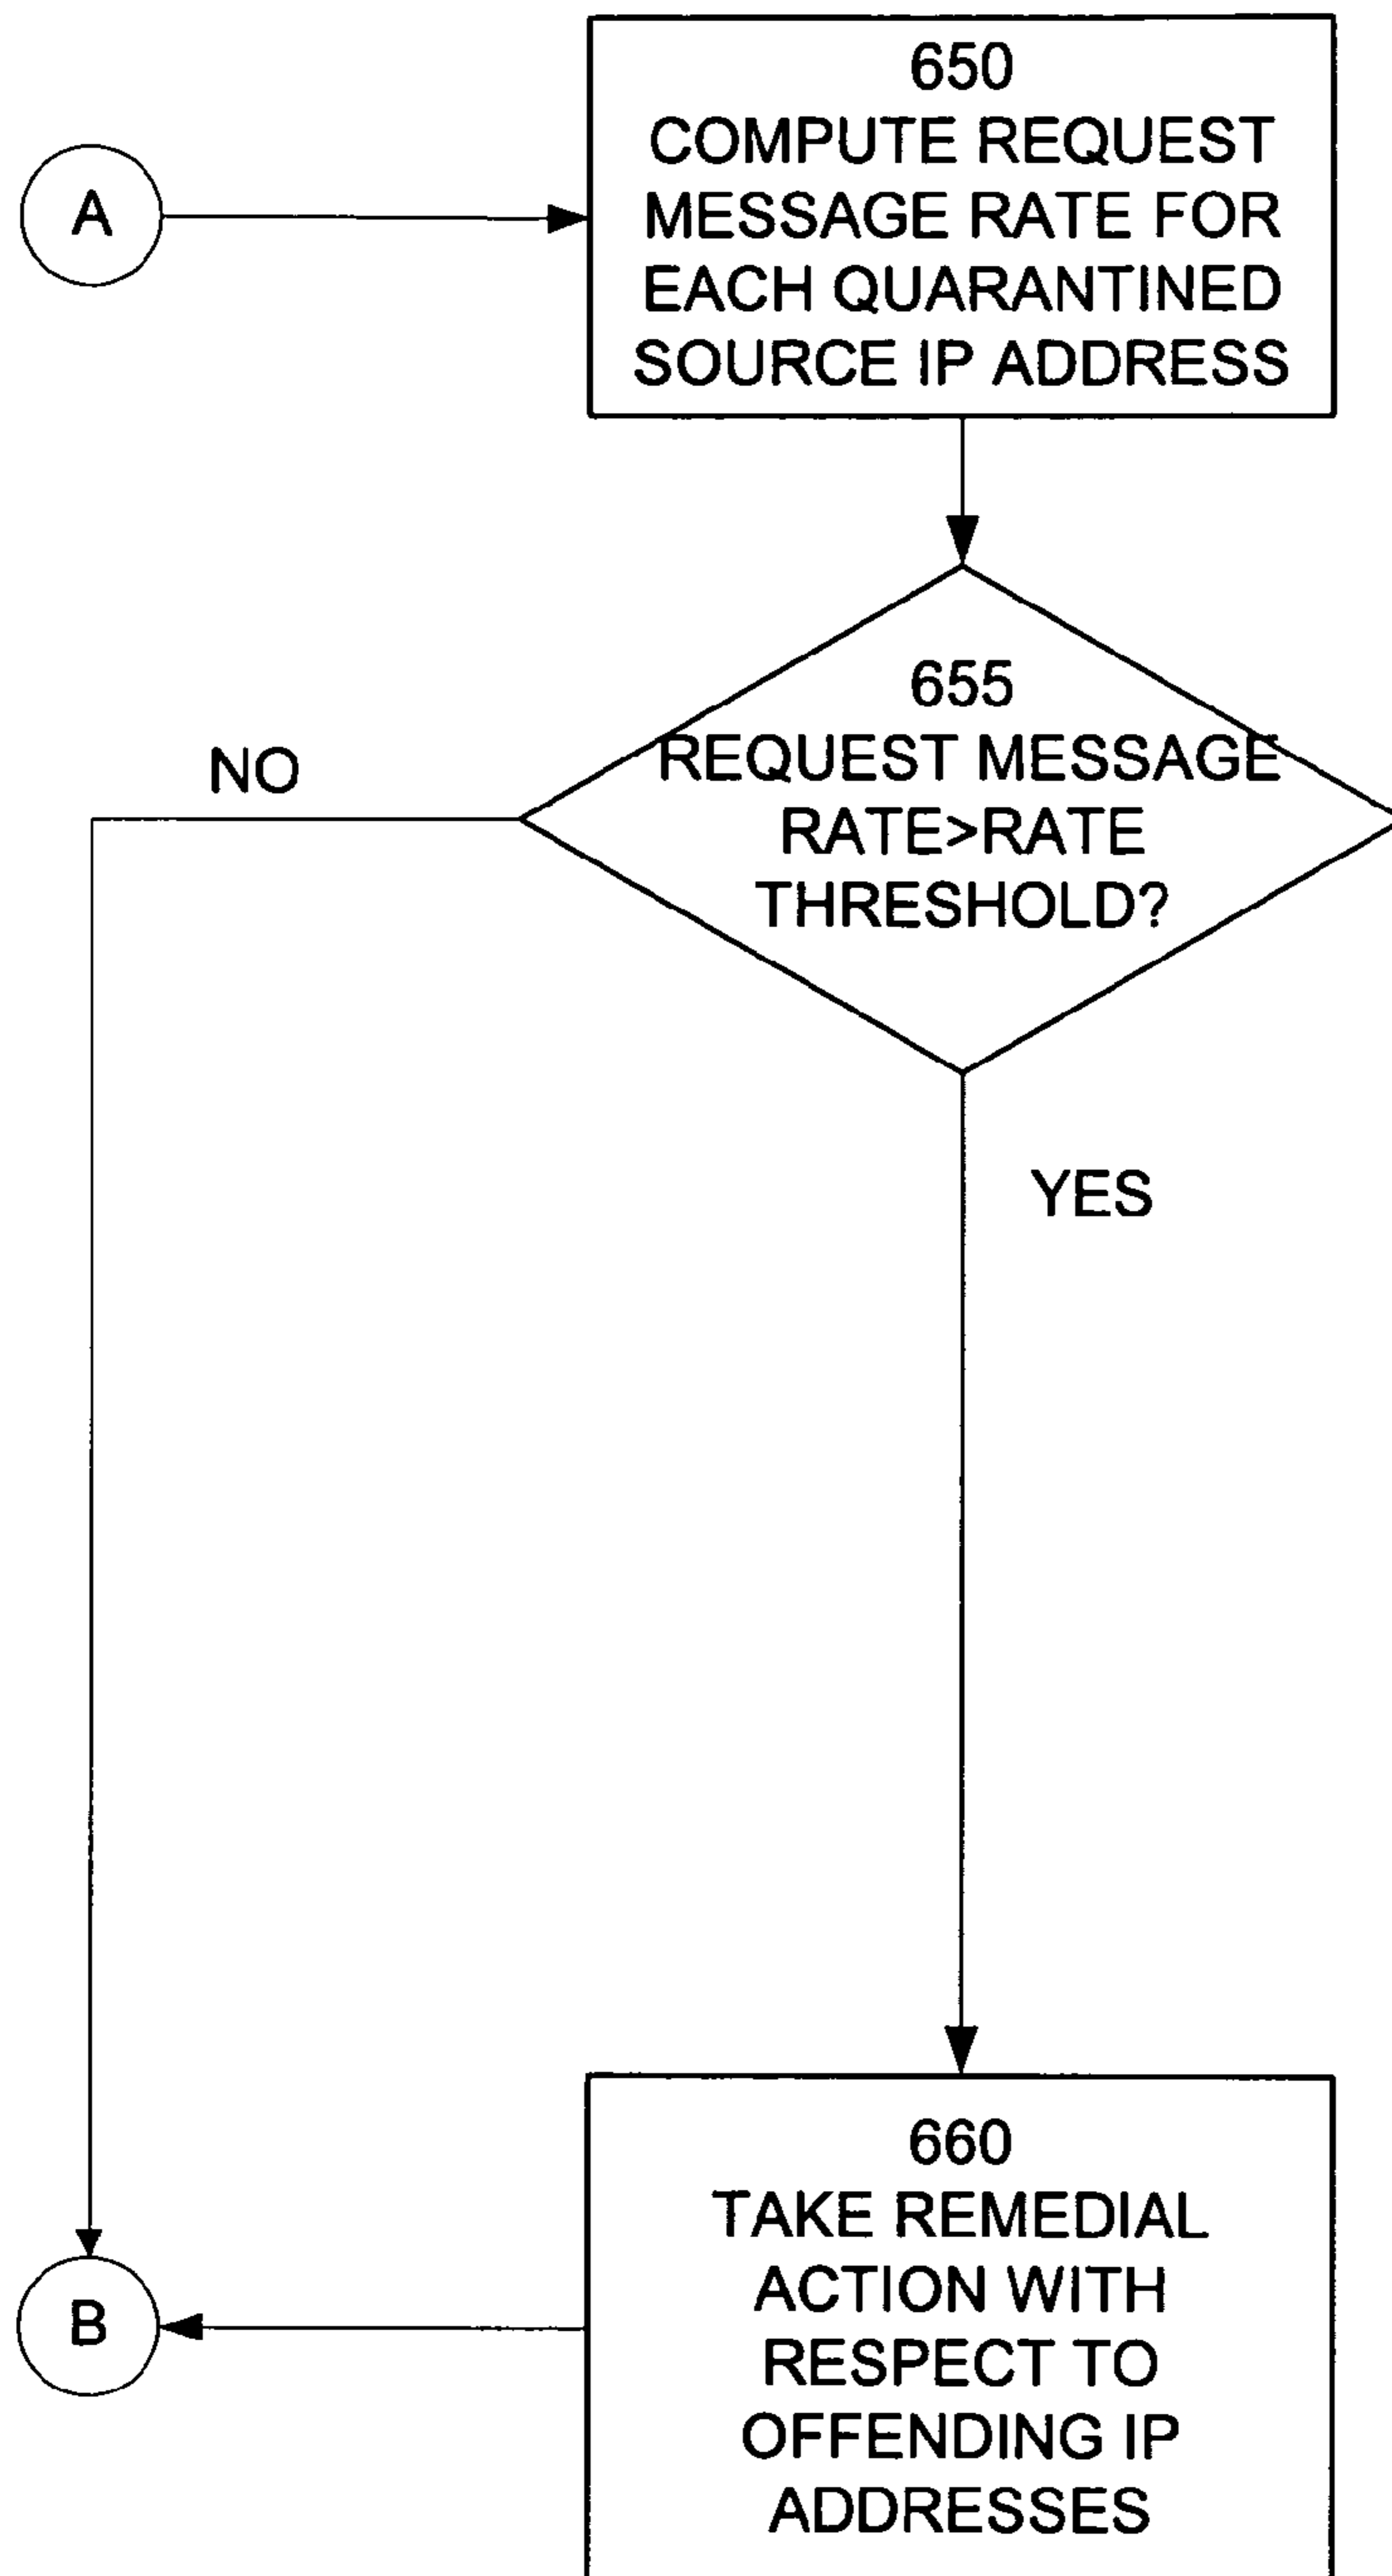 A
650
COMPUTE REQUEST
MESSAGE RATE FOR
EACH QUARANTINED
SOURCE IP ADDRESS
655
REQUEST MESSAGE
RATE>RATE
THRESHOLD?
NO
YES
660
TAKE REMEDIAL
ACTION WITH
RESPECT TO
OFFENDING IP
ADDRESSES
B